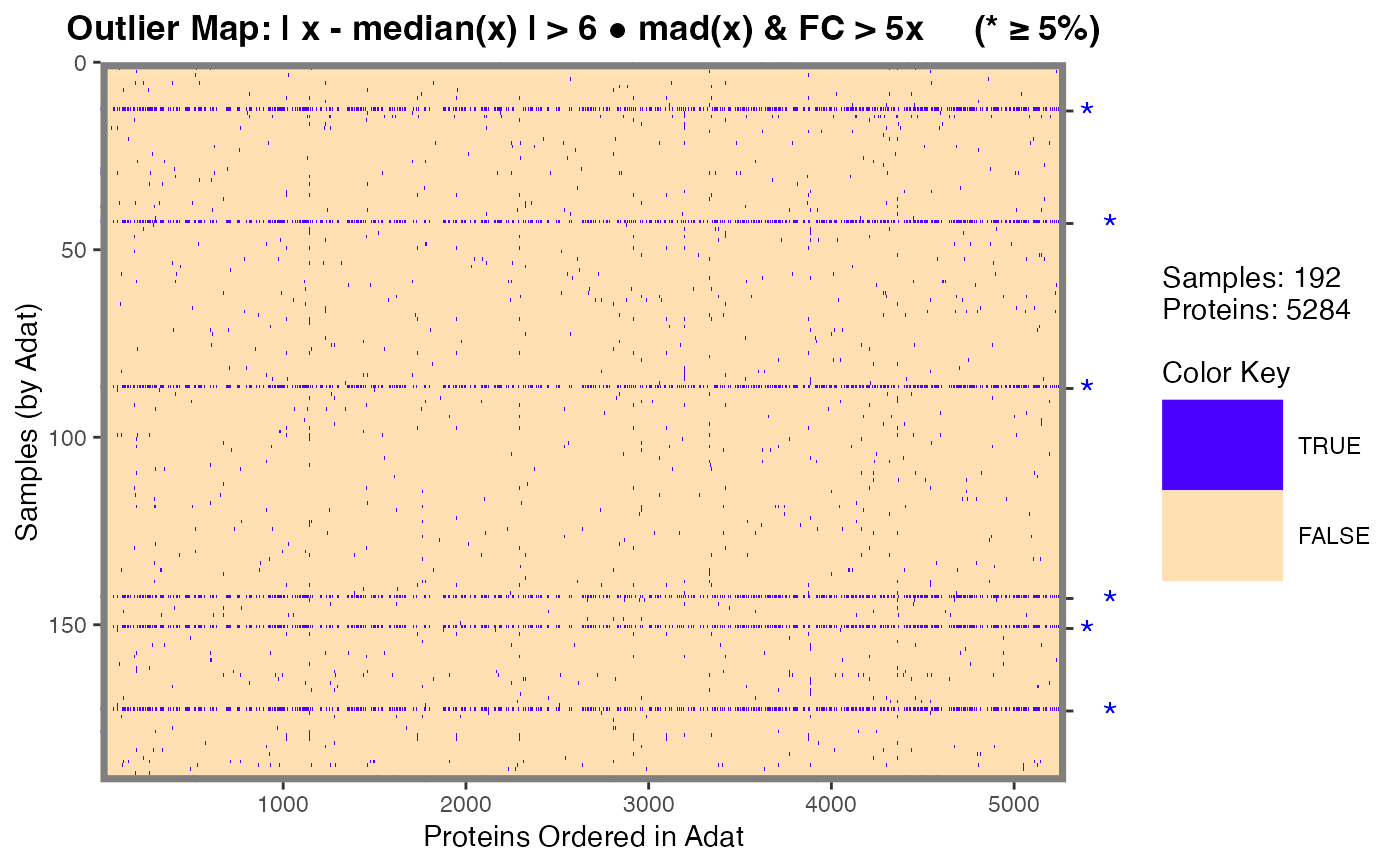 Outlier Map: | x - median(x) | > 6 • mad(x) & FC > 5x (* ≥ 5%)
0
50
100
150
Samples (by Adat)
*
*
*
*
*
*
1000 2000 3000 4000 5000
Proteins Ordered in Adat
Samples: 192
Proteins: 5284
Color Key
TRUE
FALSE